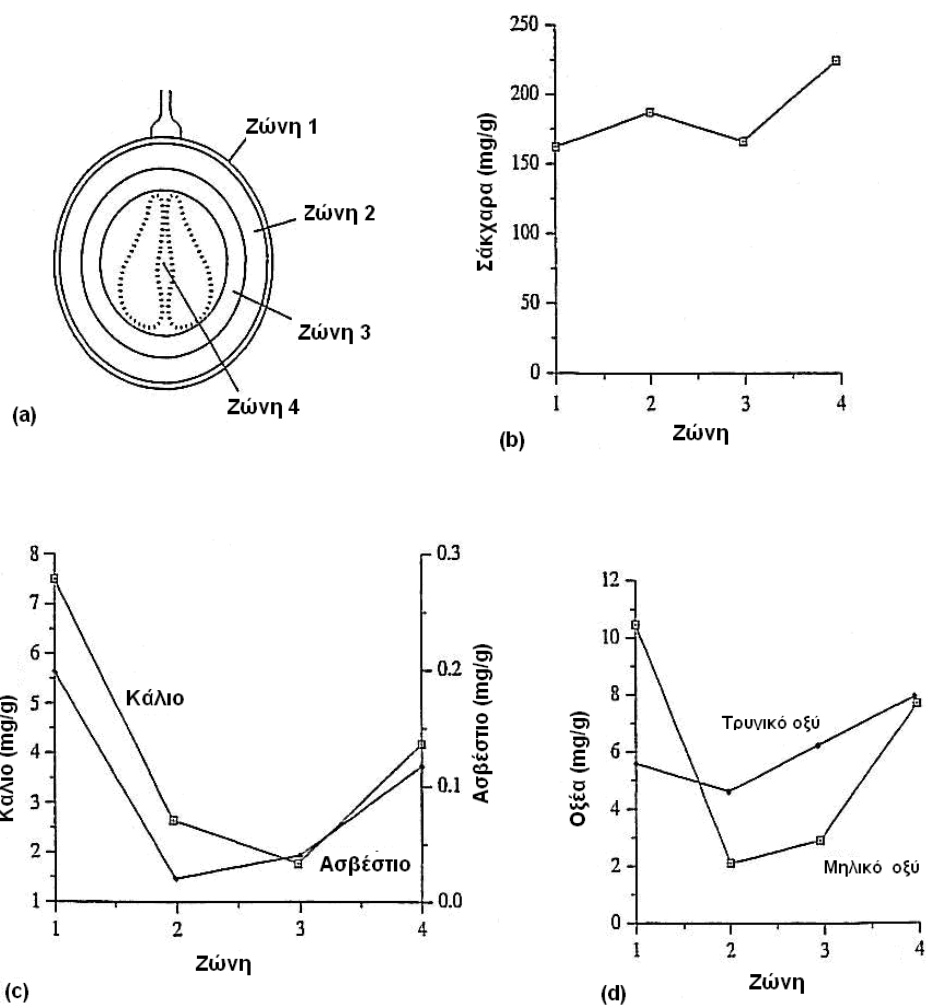 Ζώνη 1
Ζώνη 2
Ζώνη 3
Ζώνη 4
(a)
Σάκχαρα (mg/g)
250
200
150
100
50
0
1 2 3 4
Ζώνη
(b)
Κάλιο (mg/g)
8
7
6
5
4
3
2
1
Κάλιο
Ασβέστιο
0.3
0.2
0.1
0.0
Ασβέστιο (mg/g)
1 2 3 4
Ζώνη
(c)
Οξέα (mg/g)
12
10
8
6
4
2
0
Τρυγικό οξύ
Μηλικό οξύ
1 2 3 4
Ζώνη
(d)